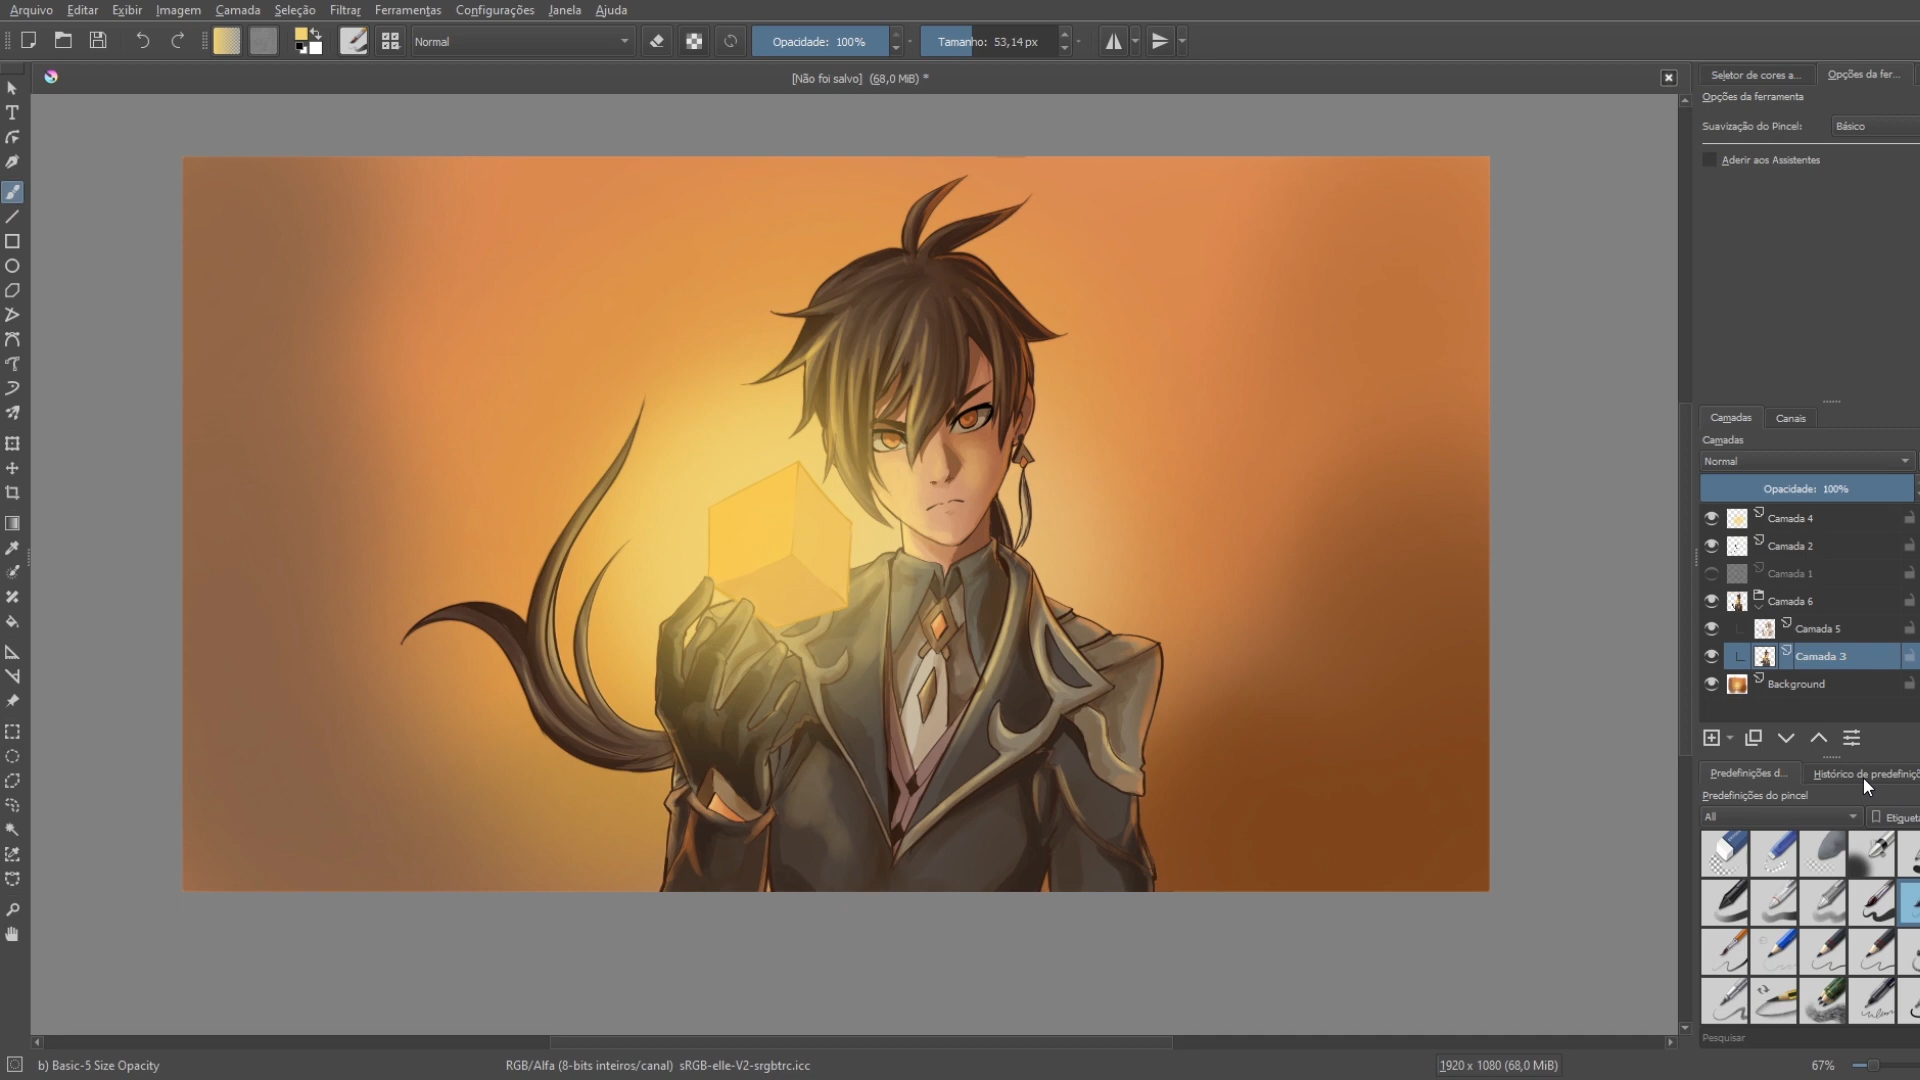 Arquivo Editar Exibir Imagem Camada Seleção Filtrar Ferramentas Configurações Janela Ajuda
Normal Opacidade: 100% Tamanho: 53,14 px
[Não foi salvo] (68,0 MiB) *
Seletor de cores a... Opções da fer...
Opções da ferramenta
Suavização do Pincel: Básico
Aderir aos Assistentes
Camadas Canais
Camadas
Normal
Opacidade: 100%
Camada 4
Camada 2
Camada 1
Camada 6
Camada 5
Camada 3
Background
Predefinições d... Histórico de predefiniçõ
Predefinições do pincel
All Etiqueta
Pesquisar
b) Basic-5 Size Opacity RGB/Alfa (8-bits inteiros/canal) sRGB-elle-V2-srgbtrc.icc 1920 x 1080 (68,0 MiB) 67%